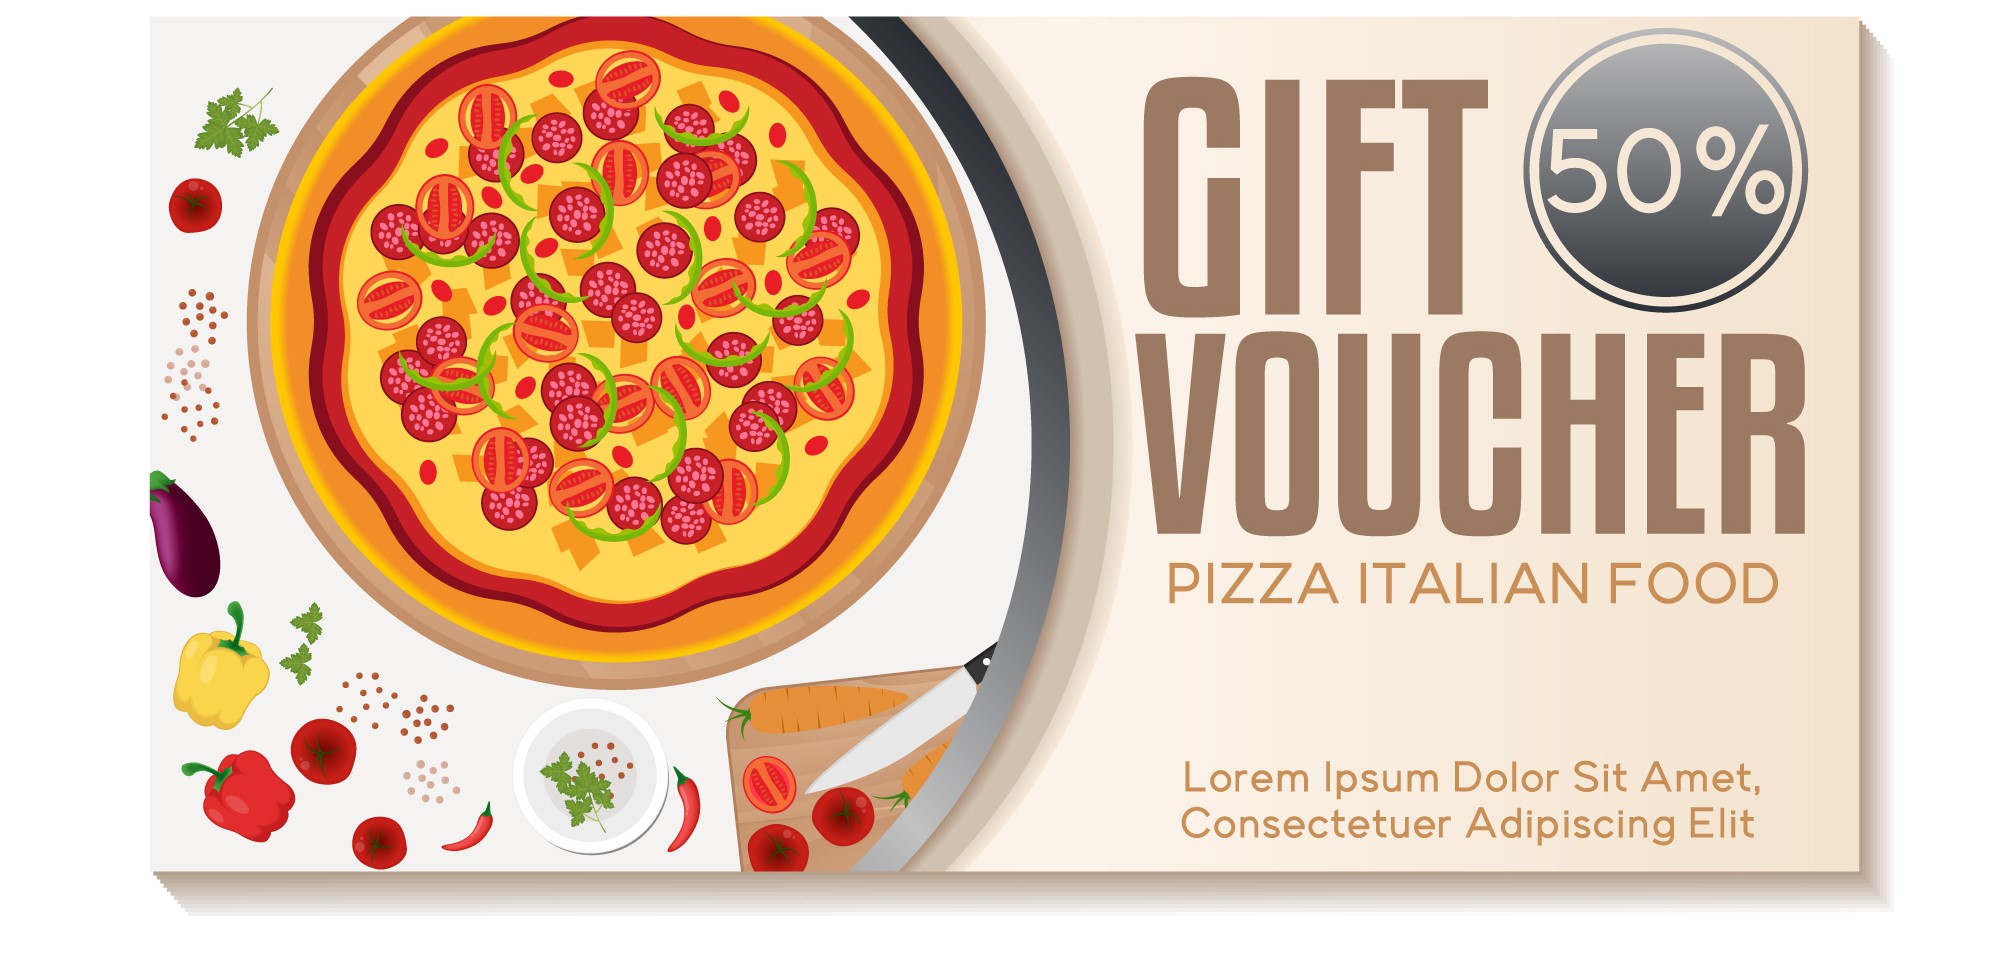 GIFT
50%
VOUCHER
PIZZA ITALIAN FOOD
Lorem Ipsum Dolor Sit Amet,
Consectetuer Adipiscing Elit